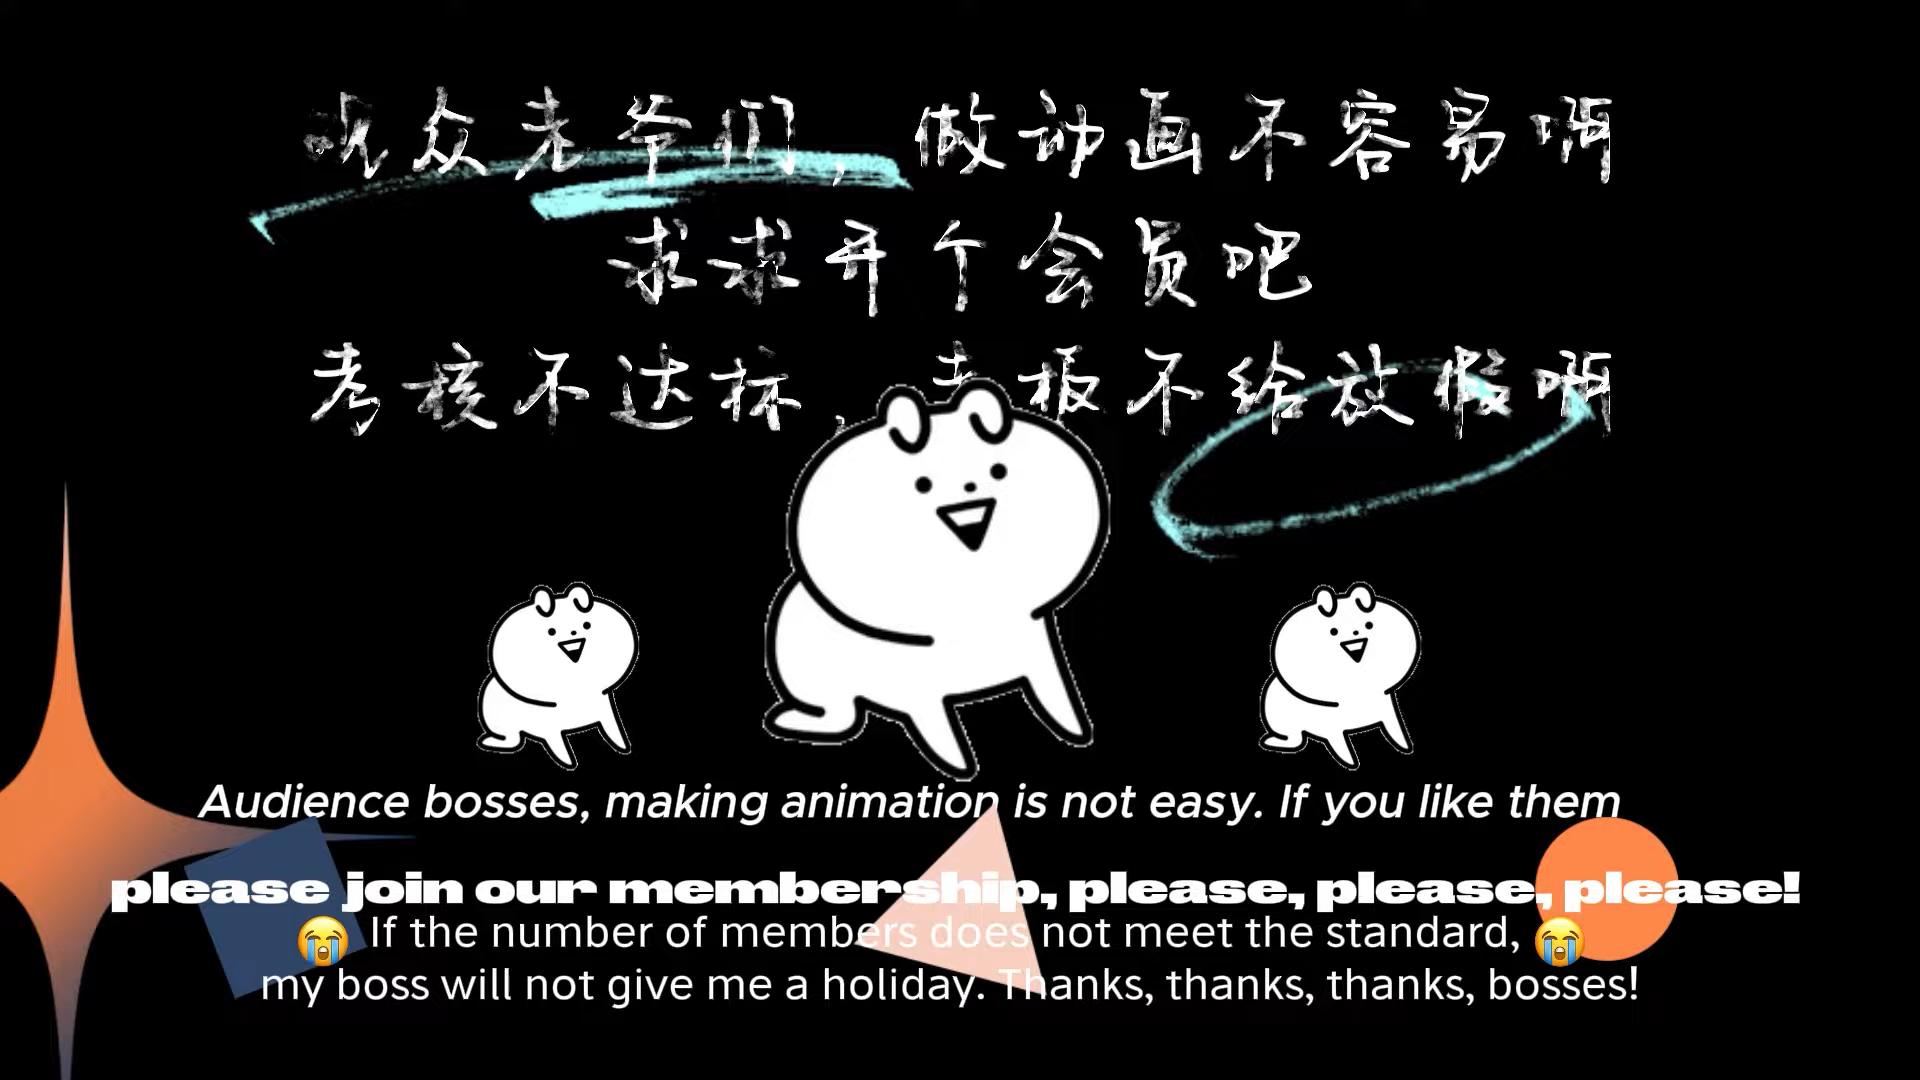 观众老爷们，做动画不容易啊
求求开个会员吧
考核不达标，老板不给放假啊
Audience bosses, making animation is not easy. If you like them
please join our membership, please, please, please!
😭 If the number of members does not meet the standard, 😭
my boss will not give me a holiday. Thanks, thanks, thanks, bosses!